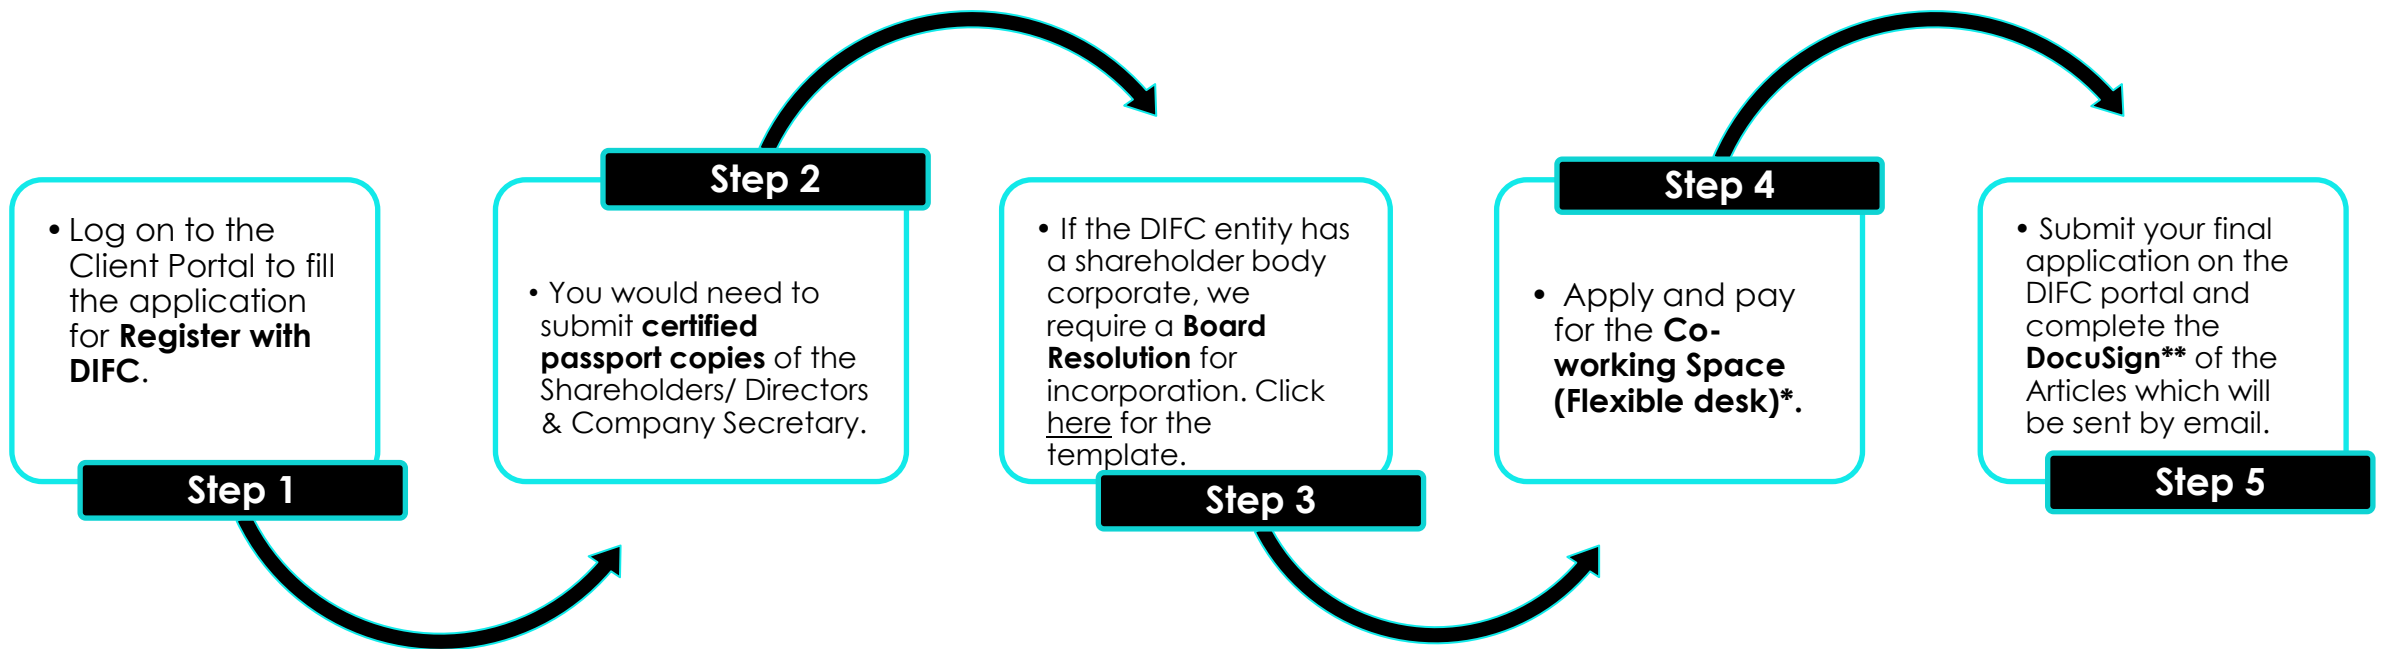 • Log on to the
Client Portal to fill
the application
for Register with
DIFC.
Step 1
Step 2
• You would need to
submit certified
passport copies of the
Shareholders/ Directors
& Company Secretary.
• If the DIFC entity has
a shareholder body
corporate, we
require a Board
Resolution for
incorporation. Click
here for the
template.
Step 3
Step 4
• Apply and pay
for the Co-
working Space
(Flexible desk)*.
• Submit your final
application on the
DIFC portal and
complete the
DocuSign** of the
Articles which will
be sent by email.
Step 5